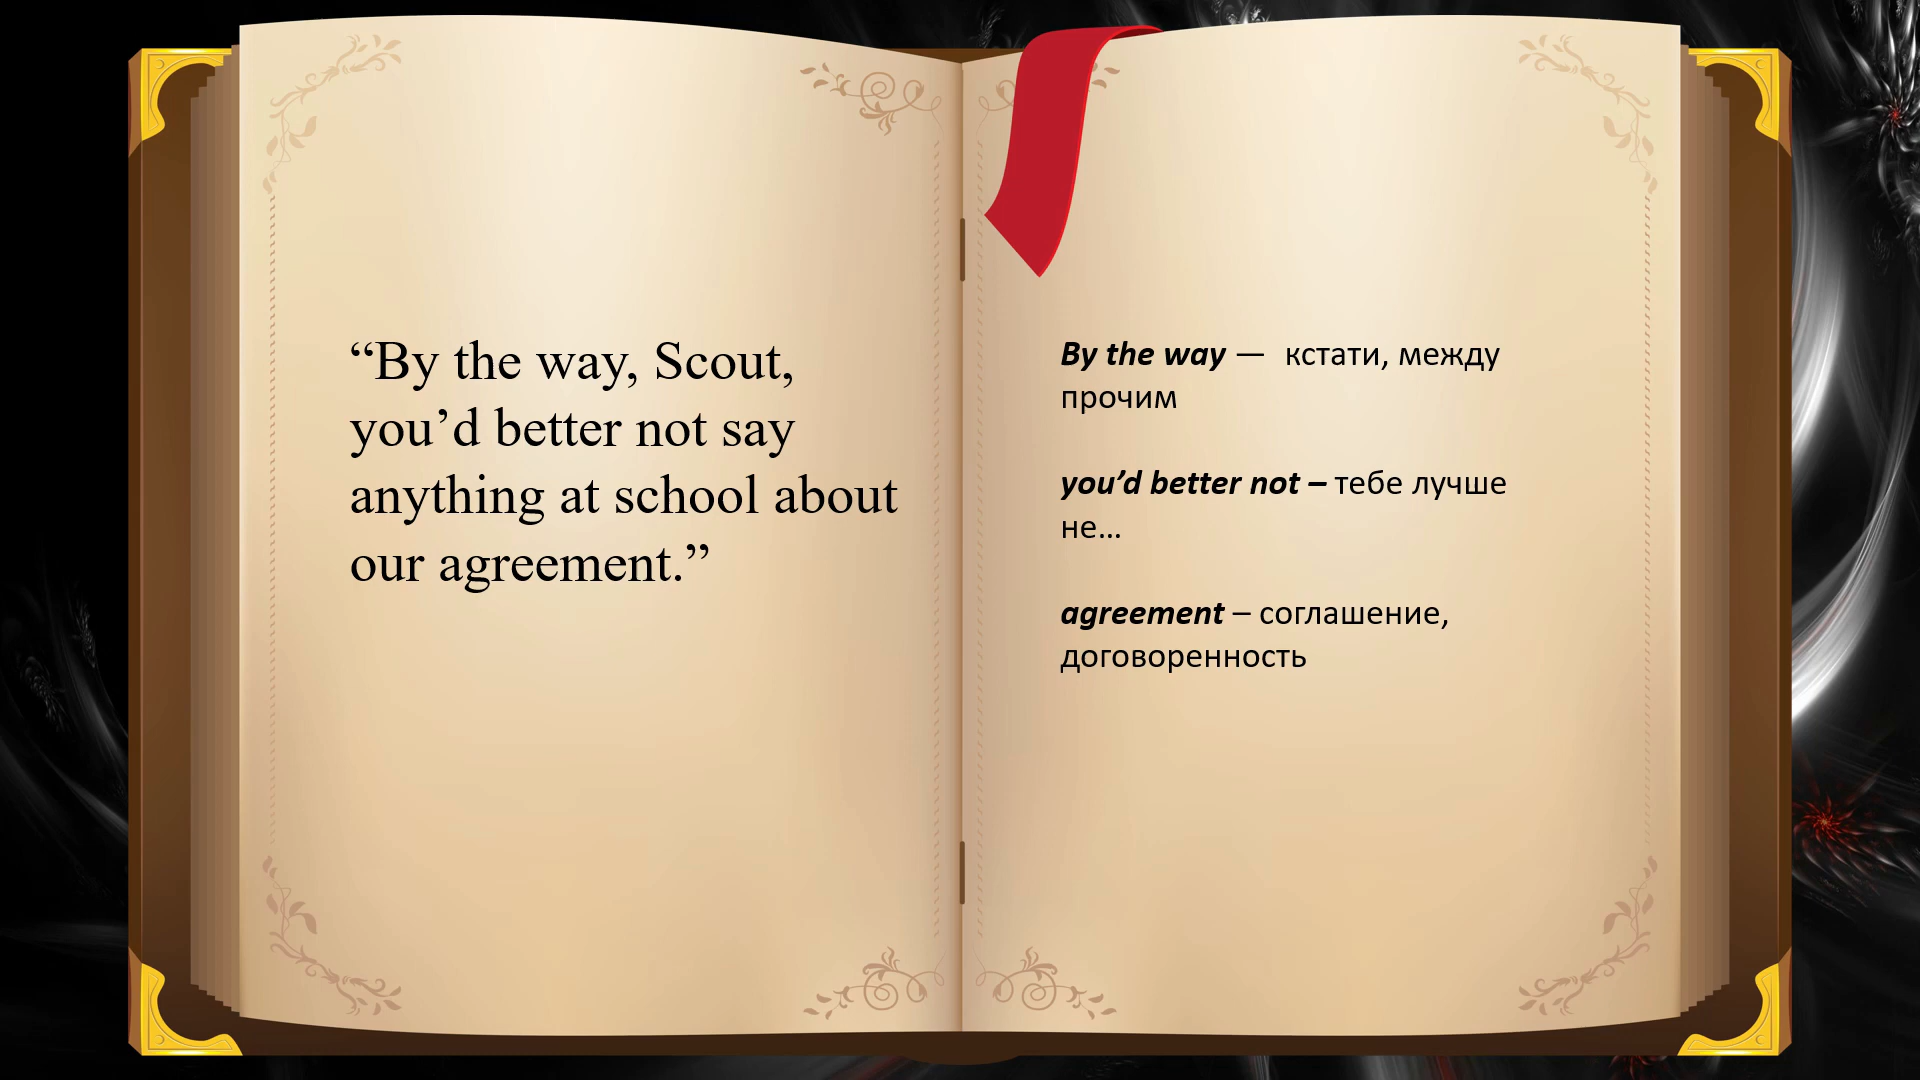 “By the way, Scout,
you’d better not say
anything at school about
our agreement.”
By the way — кстати, между
прочим
you’d better not – тебе лучше
не…
agreement – соглашение,
договоренность